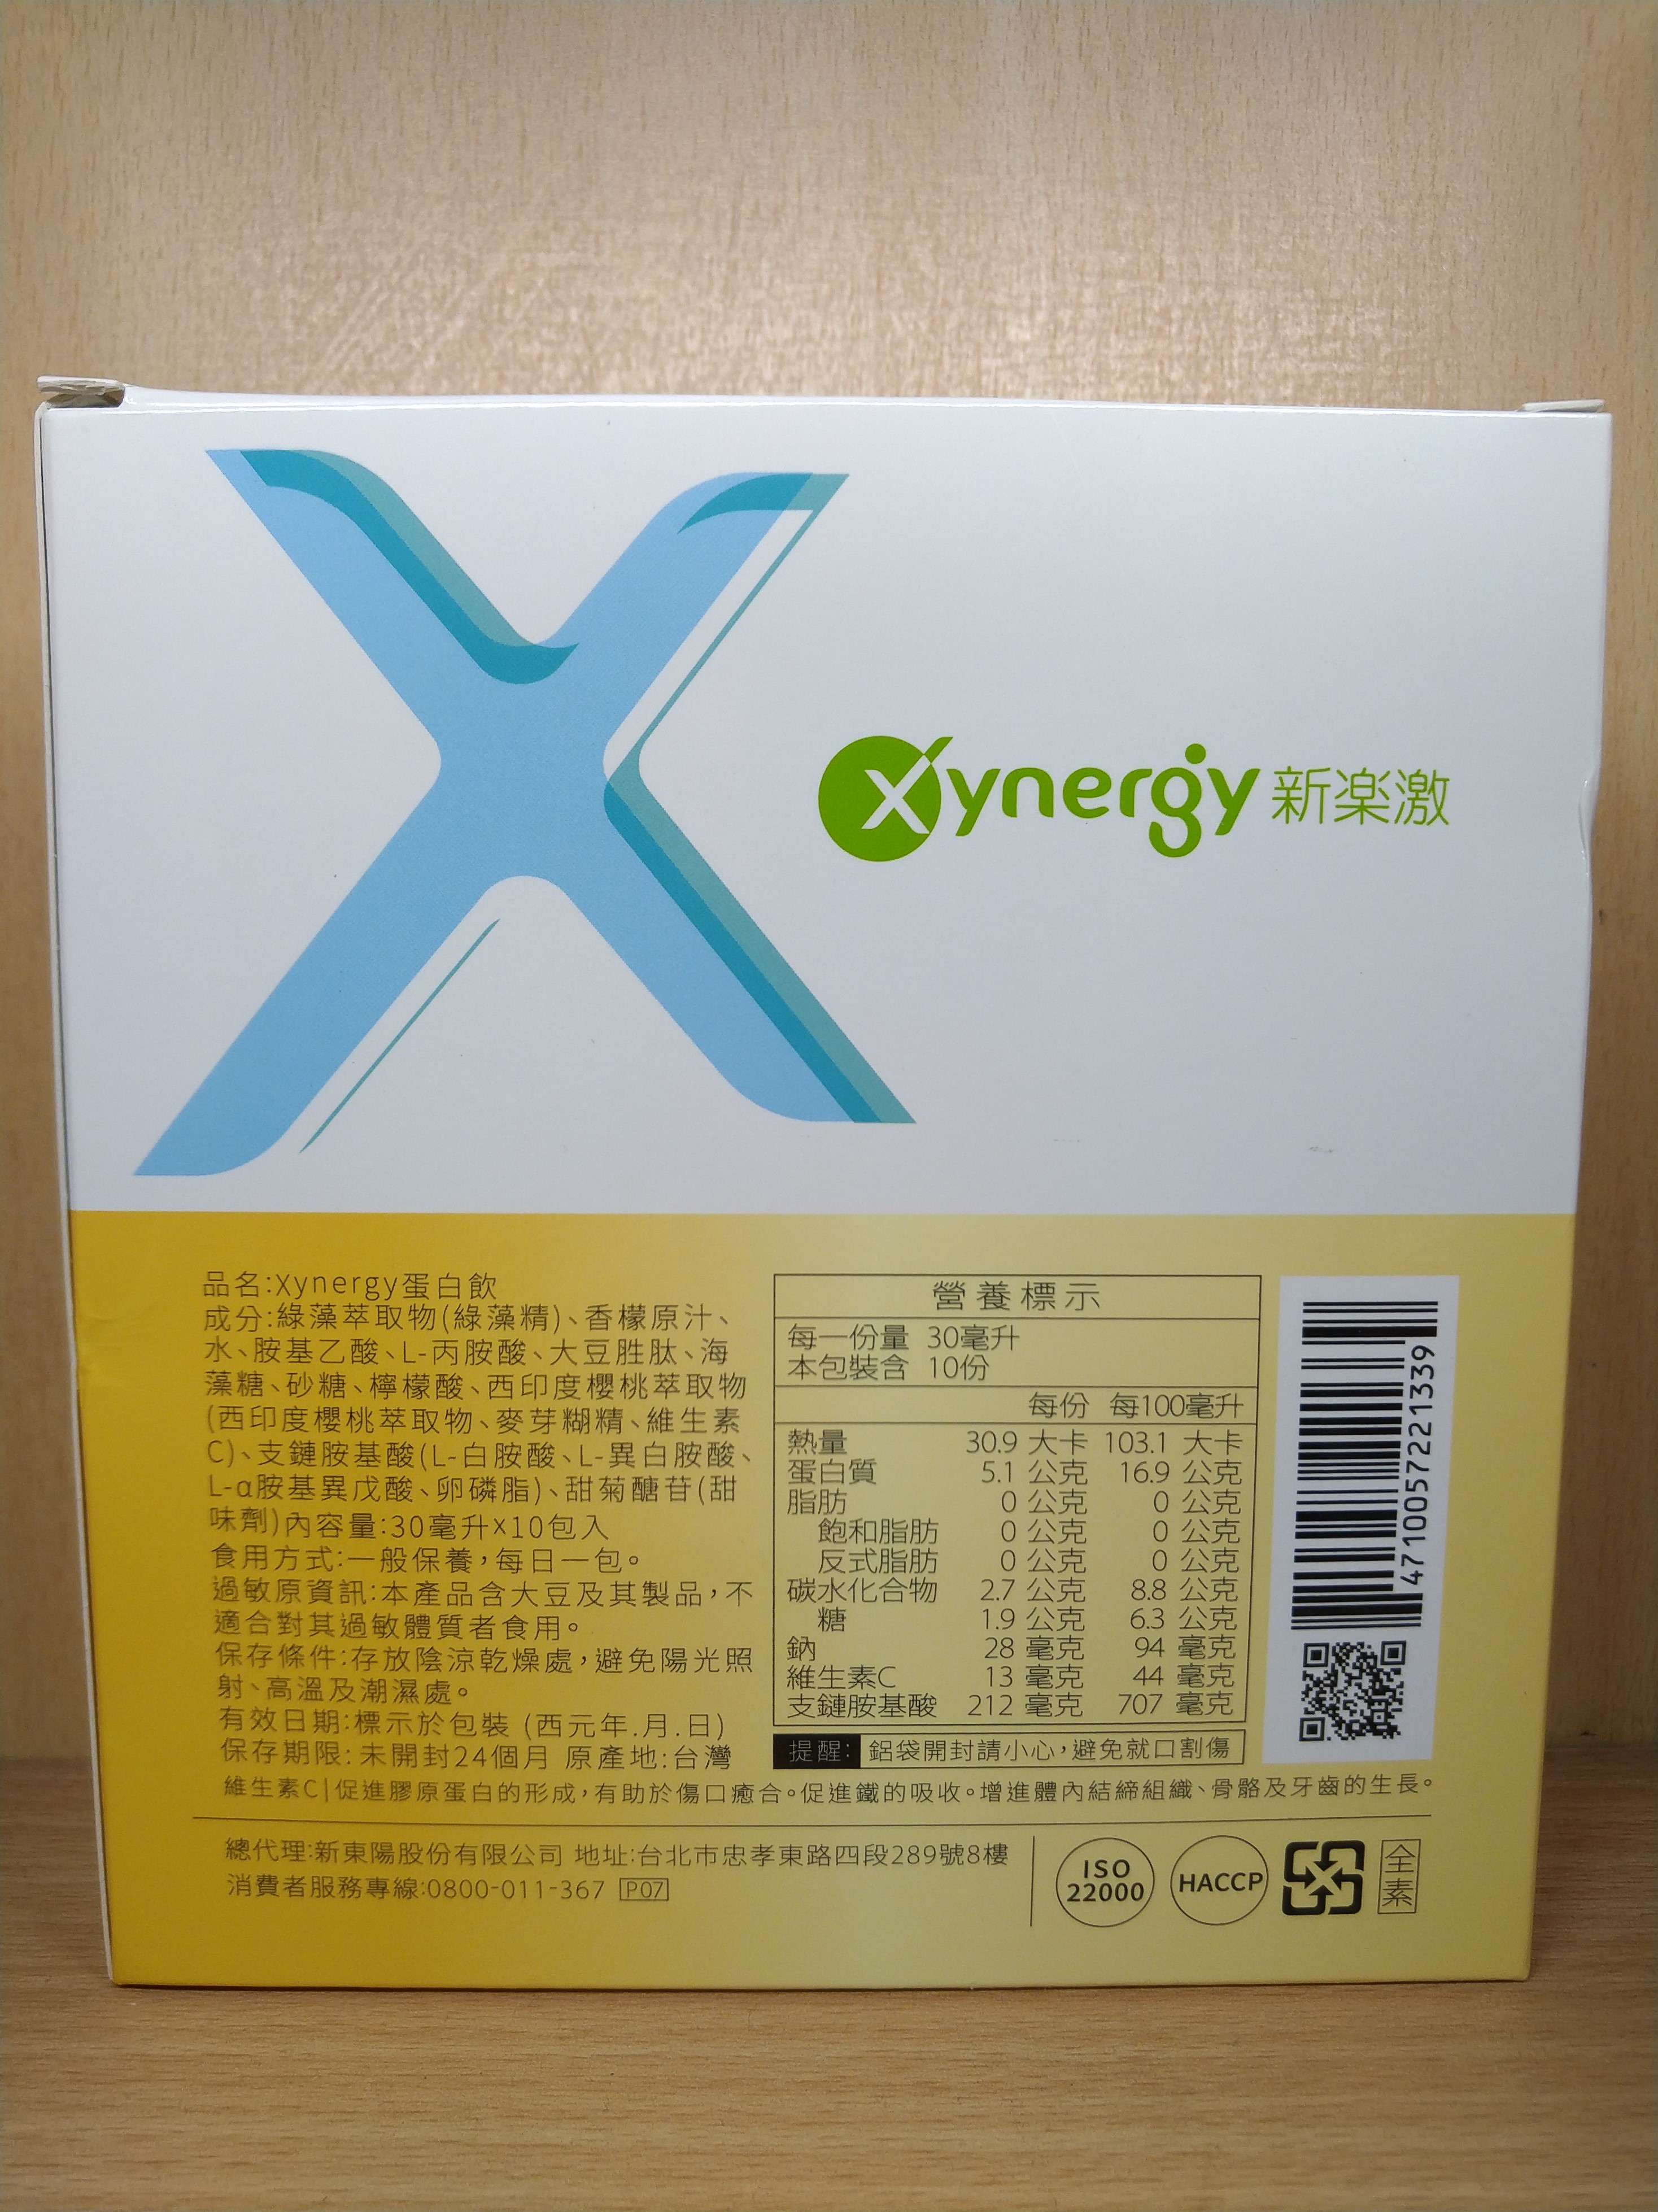 xynergy 新楽激
品名:Xynergy蛋白飲
成分:綠藻萃取物(綠藻精)、香檬原汁、
水、胺基乙酸、L-丙胺酸、大豆胜肽、海
藻糖、砂糖、檸檬酸、西印度櫻桃萃取物
(西印度櫻桃萃取物、麥芽糊精、維生素
C)、支鏈胺基酸(L-白胺酸、L-異白胺酸、
L-α胺基異戊酸、卵磷脂)、甜菊醣苷(甜
味劑)內容量:30毫升x10包入
食用方式:一般保養,每日一包。
過敏原資訊:本產品含大豆及其製品,不
適合對其過敏體質者食用。
保存條件:存放陰涼乾燥處,避免陽光照
射、高溫及潮濕處。
有效日期:標示於包裝 (西元年.月.日)
保存期限: 未開封24個月 原產地:台灣
營養標示
每一份量 30毫升
本包裝含 10份
每份 每100毫升
熱量 30.9 大卡 103.1 大卡
蛋白質 5.1 公克 16.9 公克
脂肪 0 公克 0 公克
飽和脂肪 0 公克 0 公克
反式脂肪 0 公克 0 公克
碳水化合物 2.7 公克 8.8 公克
糖 1.9 公克 6.3 公克
鈉 28 毫克 94 毫克
維生素C 13 毫克 44 毫克
支鏈胺基酸 212 毫克 707 毫克
提醒: 鋁袋開封請小心,避免就口割傷
4710057221339
維生素C|促進膠原蛋白的形成,有助於傷口癒合。促進鐵的吸收。增進體內結締組織、骨骼及牙齒的生長。
總代理:新東陽股份有限公司 地址:台北市忠孝東路四段289號8樓
消費者服務專線:0800-011-367 P07
ISO
22000
HACCP
全
素